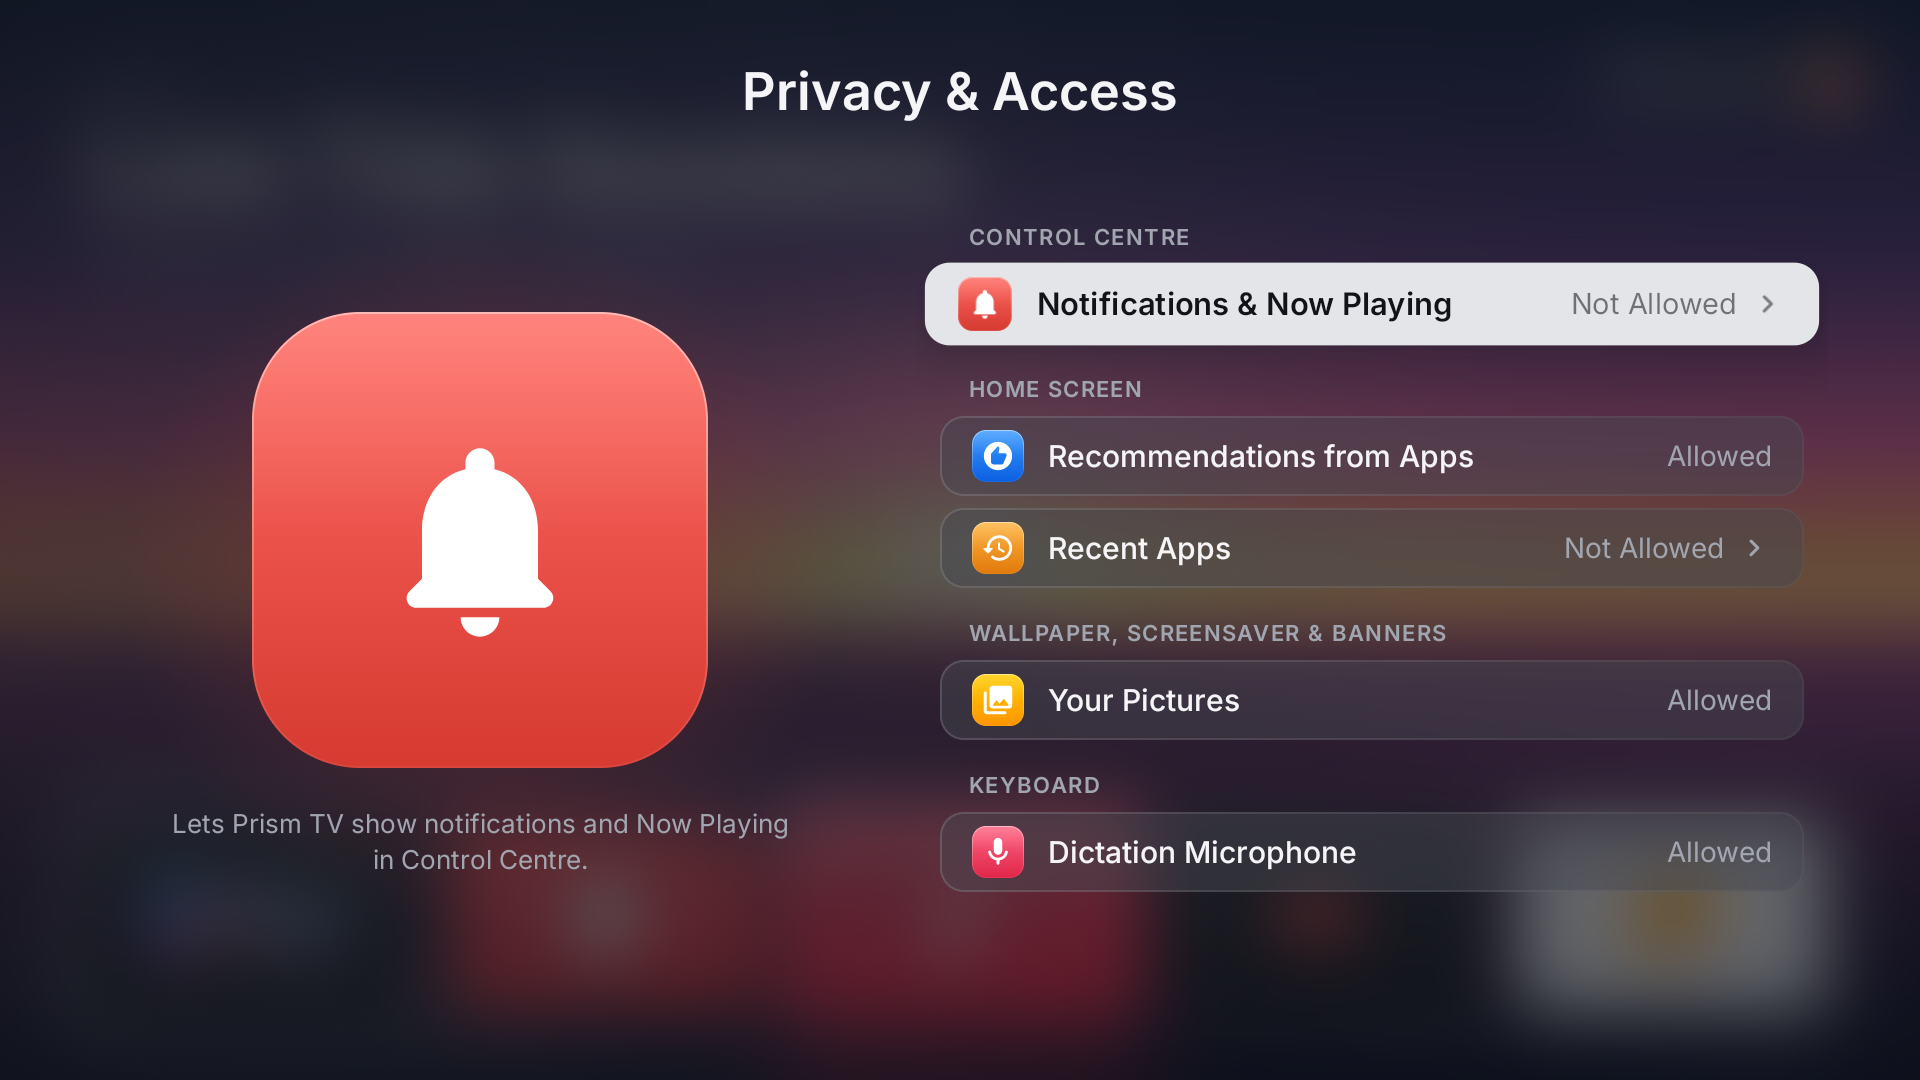 Privacy & Access
CONTROL CENTRE
Notifications & Now Playing Not Allowed
HOME SCREEN
Recommendations from Apps Allowed
Recent Apps Not Allowed
WALLPAPER, SCREENSAVER & BANNERS
Your Pictures Allowed
KEYBOARD
Dictation Microphone Allowed
Lets Prism TV show notifications and Now Playing
in Control Centre.